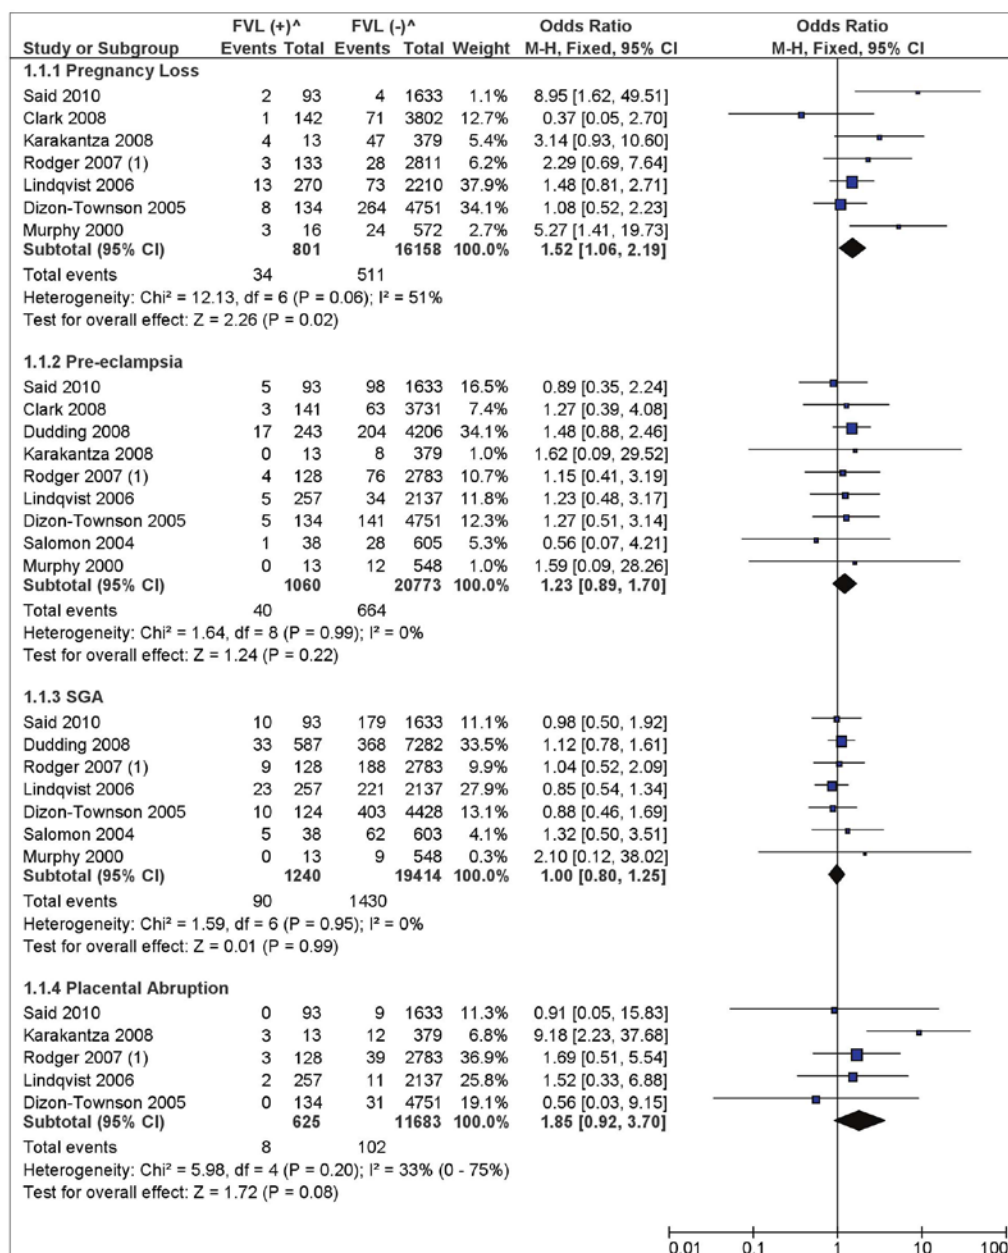 FVL (+)^ FVL (-)^ Odds Ratio Odds Ratio
Study or Subgroup Events Total Events Total Weight M-H, Fixed, 95% CI M-H, Fixed, 95% CI
1.1.1 Pregnancy Loss
Said 2010 2 93 4 1633 1.1% 8.95 [1.62, 49.51]
Clark 2008 1 142 71 3802 12.7% 0.37 [0.05, 2.70]
Karakantza 2008 4 13 47 379 5.4% 3.14 [0.93, 10.60]
Rodger 2007 (1) 3 133 28 2811 6.2% 2.29 [0.69, 7.64]
Lindqvist 2006 13 270 73 2210 37.9% 1.48 [0.81, 2.71]
Dizon-Townson 2005 8 134 264 4751 34.1% 1.08 [0.52, 2.23]
Murphy 2000 3 16 24 572 2.7% 5.27 [1.41, 19.73]
Subtotal (95% CI) 801 16158 100.0% 1.52 [1.06, 2.19]
Total events 34 511
Heterogeneity: Chi² = 12.13, df = 6 (P = 0.06); I² = 51%
Test for overall effect: Z = 2.26 (P = 0.02)
1.1.2 Pre-eclampsia
Said 2010 5 93 98 1633 16.5% 0.89 [0.35, 2.24]
Clark 2008 3 141 63 3731 7.4% 1.27 [0.39, 4.08]
Dudding 2008 17 243 204 4206 34.1% 1.48 [0.88, 2.46]
Karakantza 2008 0 13 8 379 1.0% 1.62 [0.09, 29.52]
Rodger 2007 (1) 4 128 76 2783 10.7% 1.15 [0.41, 3.19]
Lindqvist 2006 5 257 34 2137 11.8% 1.23 [0.48, 3.17]
Dizon-Townson 2005 5 134 141 4751 12.3% 1.27 [0.51, 3.14]
Salomon 2004 1 38 28 605 5.3% 0.56 [0.07, 4.21]
Murphy 2000 0 13 12 548 1.0% 1.59 [0.09, 28.26]
Subtotal (95% CI) 1060 20773 100.0% 1.23 [0.89, 1.70]
Total events 40 664
Heterogeneity: Chi² = 1.64, df = 8 (P = 0.99); I² = 0%
Test for overall effect: Z = 1.24 (P = 0.22)
1.1.3 SGA
Said 2010 10 93 179 1633 11.1% 0.98 [0.50, 1.92]
Dudding 2008 33 587 368 7282 33.5% 1.12 [0.78, 1.61]
Rodger 2007 (1) 9 128 188 2783 9.9% 1.04 [0.52, 2.09]
Lindqvist 2006 23 257 221 2137 27.9% 0.85 [0.54, 1.34]
Dizon-Townson 2005 10 124 403 4428 13.1% 0.88 [0.46, 1.69]
Salomon 2004 5 38 62 603 4.1% 1.32 [0.50, 3.51]
Murphy 2000 0 13 9 548 0.3% 2.10 [0.12, 38.02]
Subtotal (95% CI) 1240 19414 100.0% 1.00 [0.80, 1.25]
Total events 90 1430
Heterogeneity: Chi² = 1.59, df = 6 (P = 0.95); I² = 0%
Test for overall effect: Z = 0.01 (P = 0.99)
1.1.4 Placental Abruption
Said 2010 0 93 9 1633 11.3% 0.91 [0.05, 15.83]
Karakantza 2008 3 13 12 379 6.8% 9.18 [2.23, 37.68]
Rodger 2007 (1) 3 128 39 2783 36.9% 1.69 [0.51, 5.54]
Lindqvist 2006 2 257 11 2137 25.8% 1.52 [0.33, 6.88]
Dizon-Townson 2005 0 134 31 4751 19.1% 0.56 [0.03, 9.15]
Subtotal (95% CI) 625 11683 100.0% 1.85 [0.92, 3.70]
Total events 8 102
Heterogeneity: Chi² = 5.98, df = 4 (P = 0.20); I² = 33% (0 - 75%)
Test for overall effect: Z = 1.72 (P = 0.08)
0.01 0.1 1 10 100